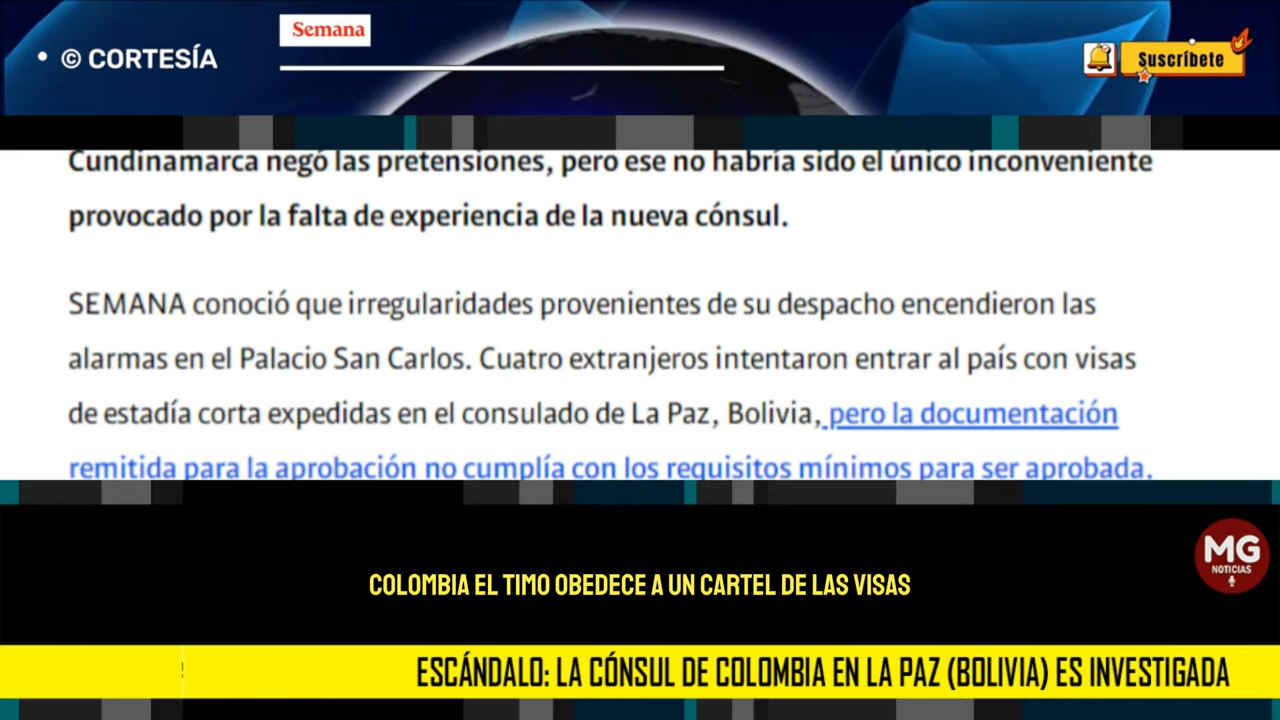 Semana
• © CORTESÍA
Suscríbete
Cundinamarca negó las pretensiones, pero ese no habría sido el único inconveniente
provocado por la falta de experiencia de la nueva cónsul.
SEMANA conoció que irregularidades provenientes de su despacho encendieron las
alarmas en el Palacio San Carlos. Cuatro extranjeros intentaron entrar al país con visas
de estadía corta expedidas en el consulado de La Paz, Bolivia, pero la documentación
remitida para la aprobación no cumplía con los requisitos mínimos para ser aprobada.
MG
NOTICIAS
COLOMBIA EL TIMO OBEDECE A UN CARTEL DE LAS VISAS
ESCÁNDALO: LA CÓNSUL DE COLOMBIA EN LA PAZ (BOLIVIA) ES INVESTIGADA